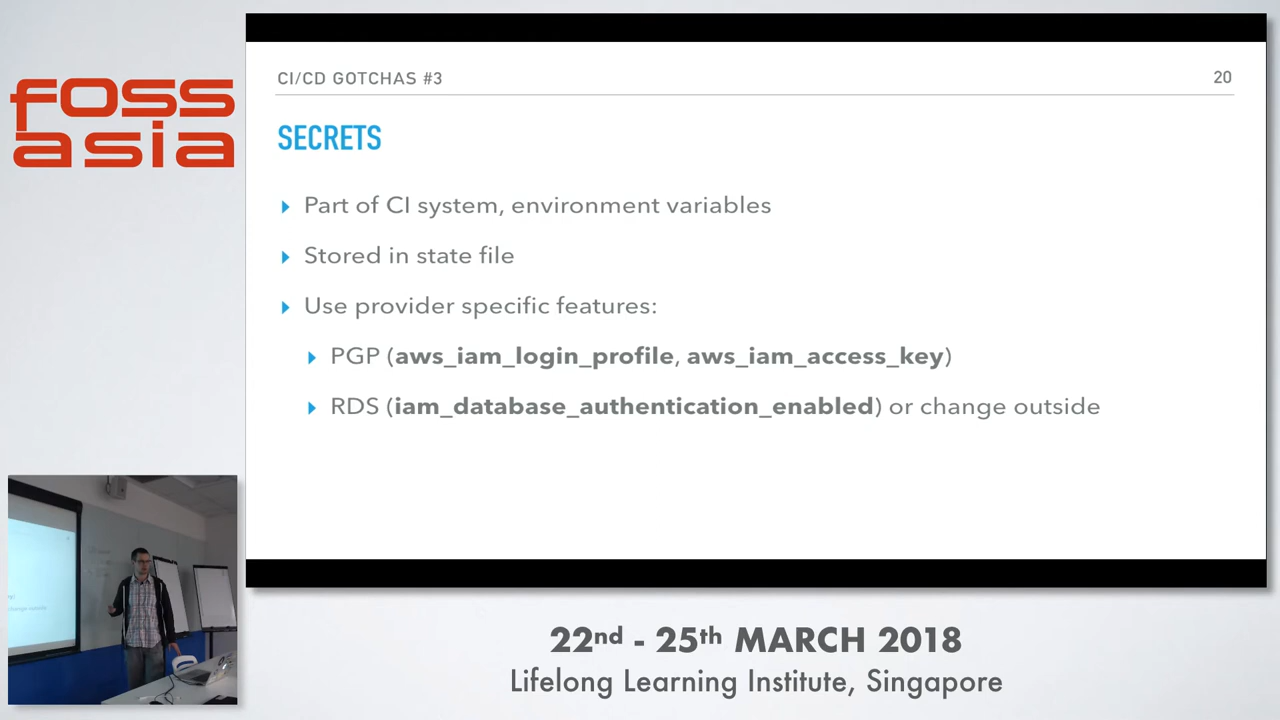 foss
asia
CI/CD GOTCHAS #3
20
SECRETS
Part of CI system, environment variables
Stored in state file
Use provider specific features:
PGP (aws_iam_login_profile, aws_iam_access_key)
RDS (iam_database_authentication_enabled) or change outside
22nd - 25th MARCH 2018
Lifelong Learning Institute, Singapore